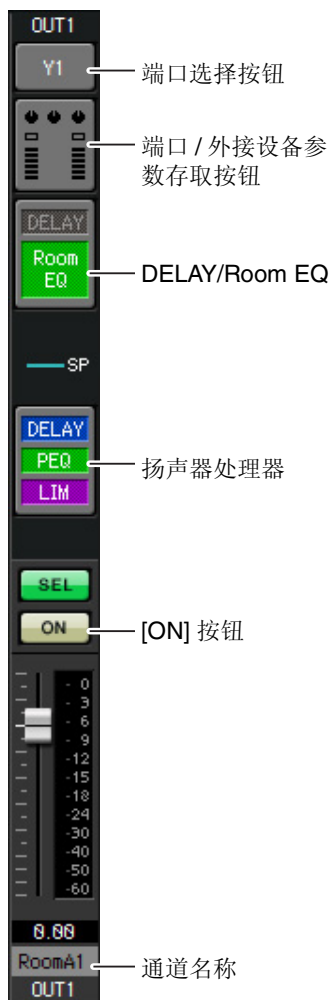 OUT1
Y1
端口选择按钮
端口 / 外接设备参
数存取按钮
DELAY
Room
EQ
DELAY/Room EQ
SP
DELAY
PEQ
LIM
扬声器处理器
SEL
ON
[ON] 按钮
- 0
- 3
- 6
- 9
-12
-15
-18
-24
-30
-40
-50
-60
0.00
RoomA1
通道名称
OUT1